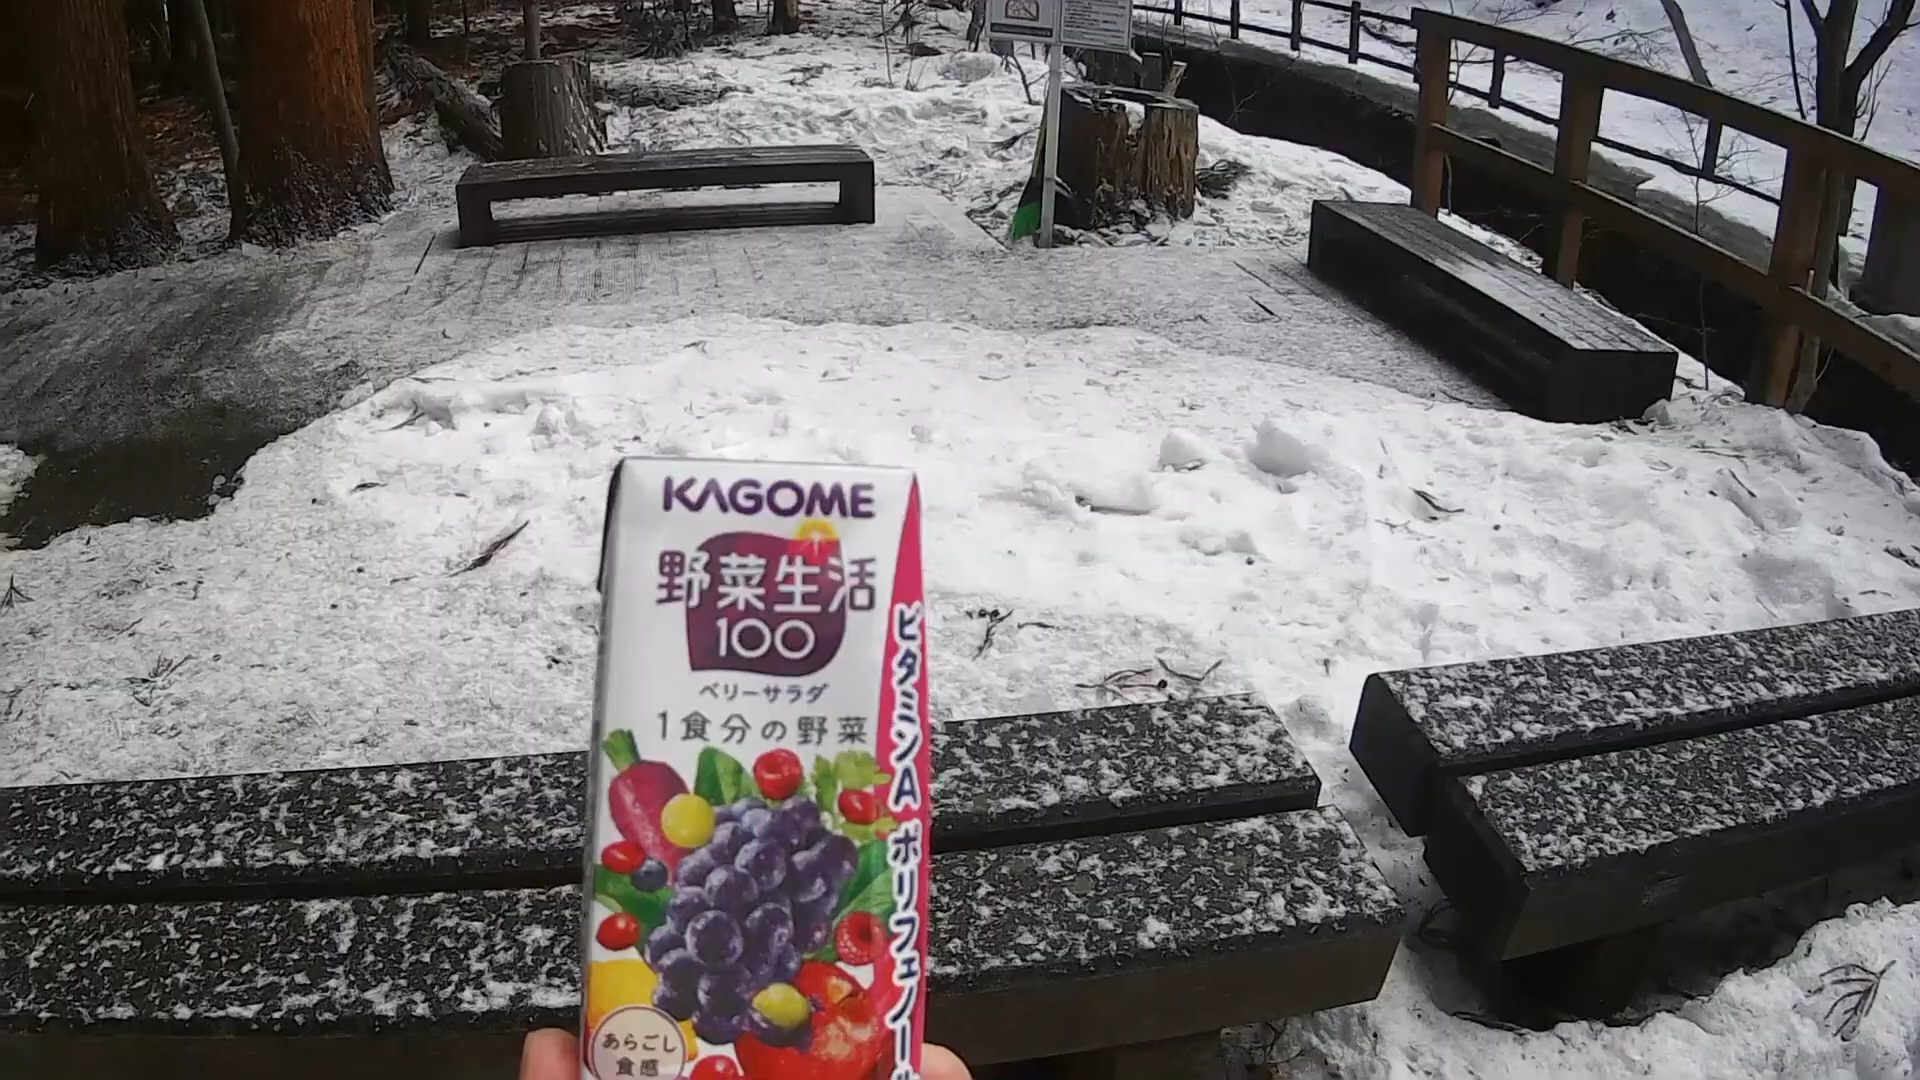 KAGOME
野菜生活
100
ベリーサラダ
1食分の野菜
ビタミンA ポリフェノール
あらごし
食感